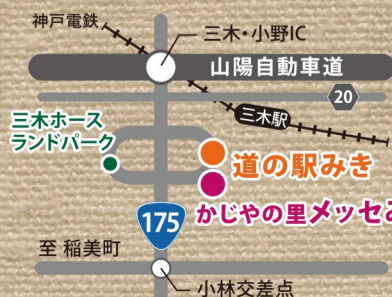 神戸電鉄
三木・小野IC
山陽自動車道
20
三木駅
三木ホース
ランドパーク
道の駅みき
かじやの里メッセみ
175
至 稲美町
小林交差点